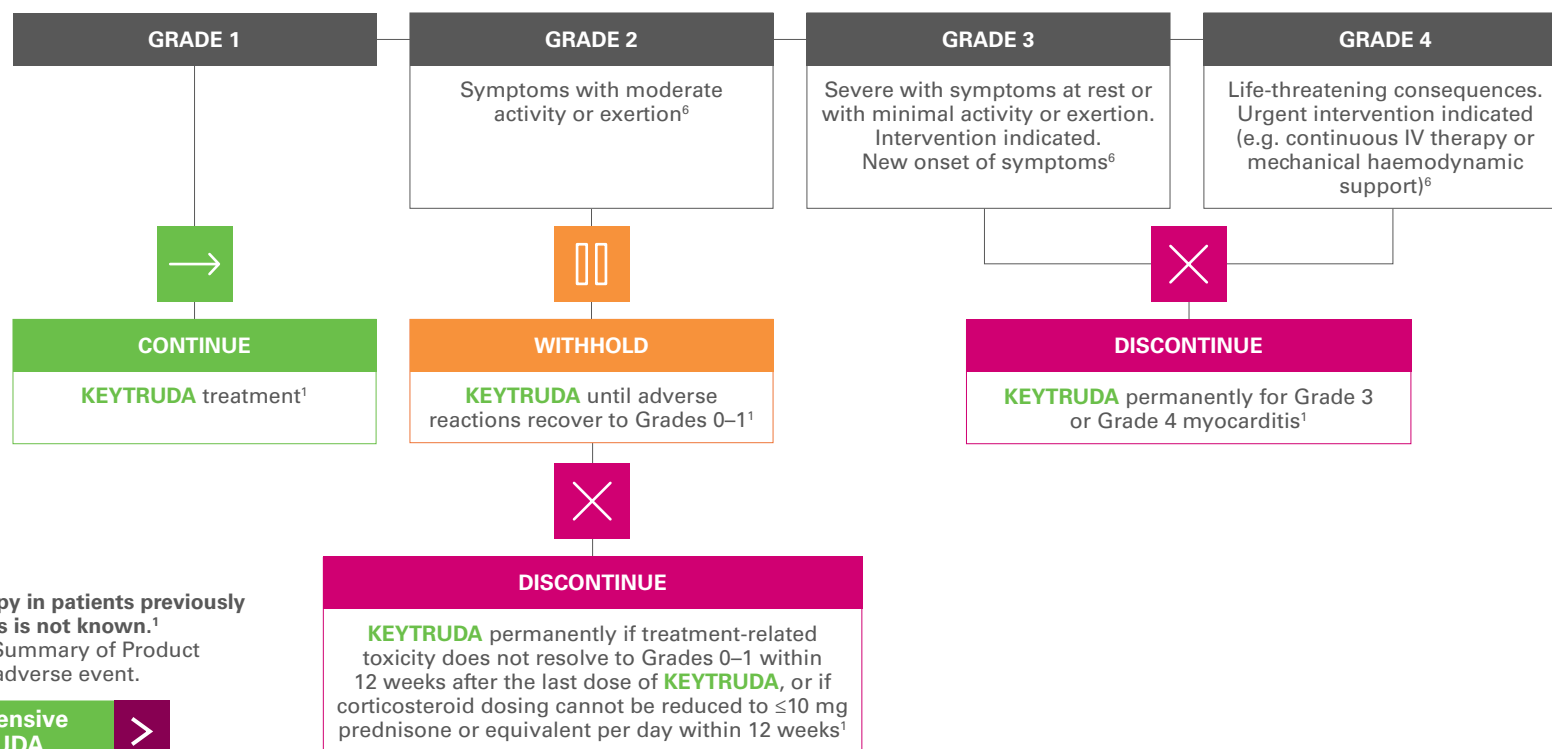 GRADE 1
GRADE 2
GRADE 3
GRADE 4
Symptoms with moderate
activity or exertion⁶
Severe with symptoms at rest or
with minimal activity or exertion.
Intervention indicated.
New onset of symptoms⁶
Life-threatening consequences.
Urgent intervention indicated
(e.g. continuous IV therapy or
mechanical haemodynamic
support)⁶
CONTINUE
KEYTRUDA treatment¹
WITHHOLD
KEYTRUDA until adverse
reactions recover to Grades 0–1¹
DISCONTINUE
KEYTRUDA permanently for Grade 3
or Grade 4 myocarditis¹
DISCONTINUE
KEYTRUDA permanently if treatment-related
toxicity does not resolve to Grades 0–1 within
12 weeks after the last dose of KEYTRUDA, or if
corticosteroid dosing cannot be reduced to ≤10 mg
prednisone or equivalent per day within 12 weeks¹
py in patients previously
s is not known.¹
Summary of Product
adverse event.
ensive
UDA